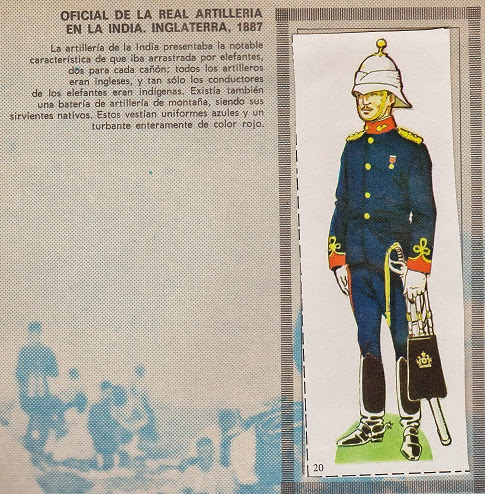 OFICIAL DE LA REAL ARTILLERIA
EN LA INDIA. INGLATERRA, 1887
La artillería de la India presentaba la notable
característica de que iba arrastrada por elefantes,
dos para cada cañón; todos los artilleros
eran ingleses, y tan sólo los conductores
de los elefantes eran indígenas. Existía también
una batería de artillería de montaña, siendo sus
sirvientes nativos. Estos vestían uniformes azules y un
turbante enteramente de color rojo.
20